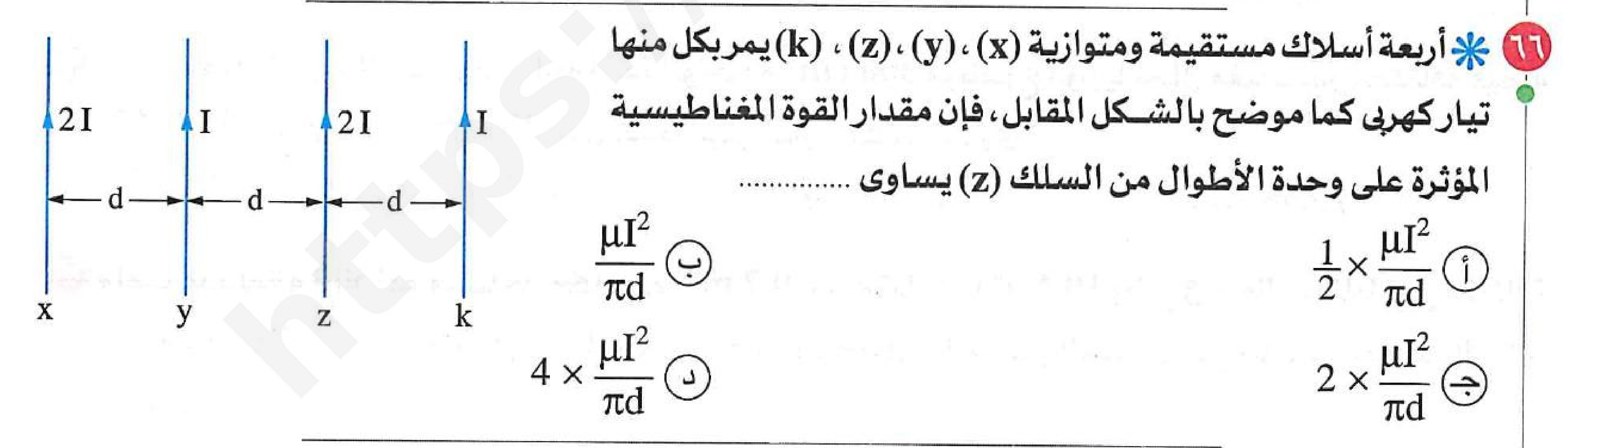 ٦٦ * أربعة أسلاك مستقيمة ومتوازية (x)، (y)، (z)، (k) يمر بكل منها
تيار كهربى كما موضح بالشكل المقابل، فإن مقدار القوة المغناطيسية
المؤثرة على وحدة الأطوال من السلك (z) يساوى ...............
أ 1/2 × μI²/πd
ب μI²/πd
ج 2 × μI²/πd
د 4 × μI²/πd
2I I 2I I
d d d
x y z k
https:/